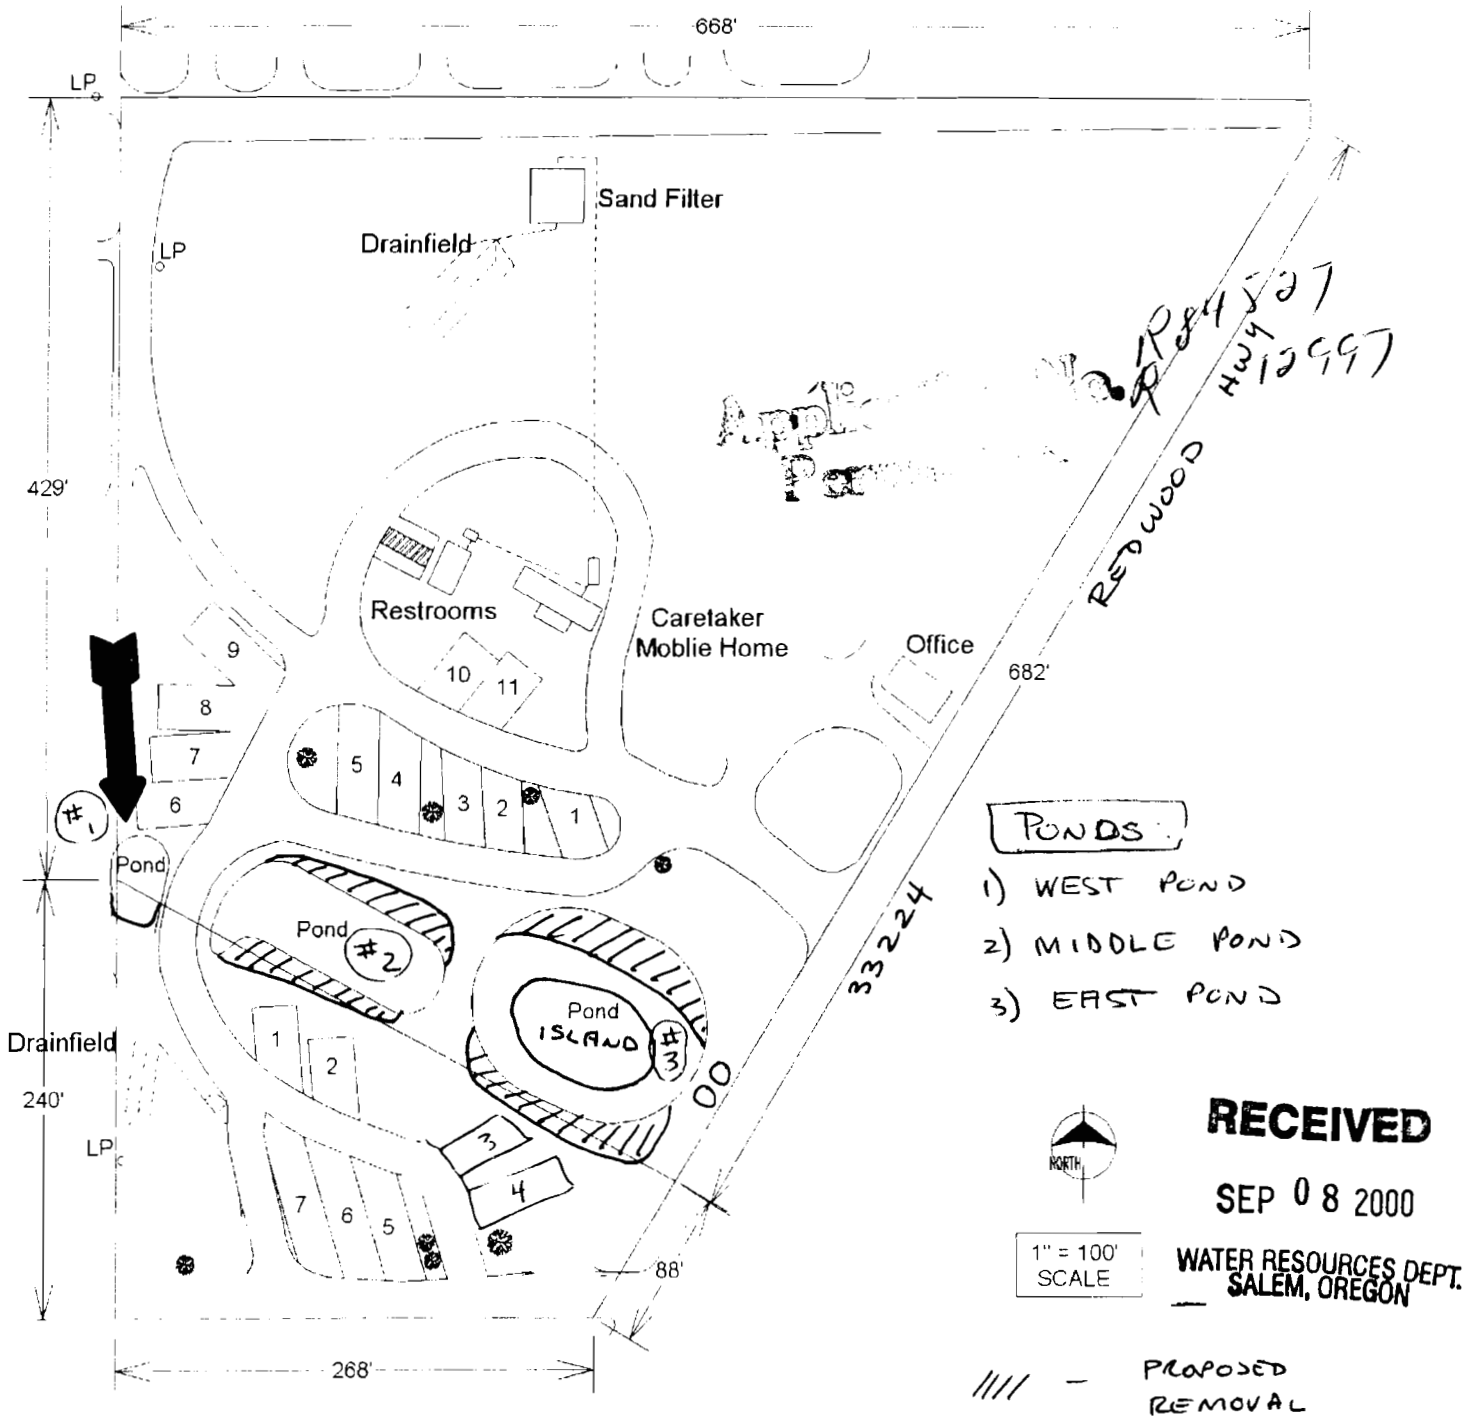 668'
LP
Sand Filter
Drainfield
LP
R84527
HWY
12997
REDWOOD
429'
Restrooms
Caretaker
Moblie Home
Office
682'
9
10
11
8
7
6
5
4
3
2
1
#1
Pond
Pond
#2
Pond
ISLAND
#3
33224
PONDS:
1) WEST POND
2) MIDDLE POND
3) EAST POND
Drainfield
240'
1
2
3
4
LP
7
6
5
NORTH
RECEIVED
SEP 08 2000
1" = 100'
SCALE
WATER RESOURCES DEPT.
SALEM, OREGON
88'
268'
//// - PROPOSED
REMOVAL